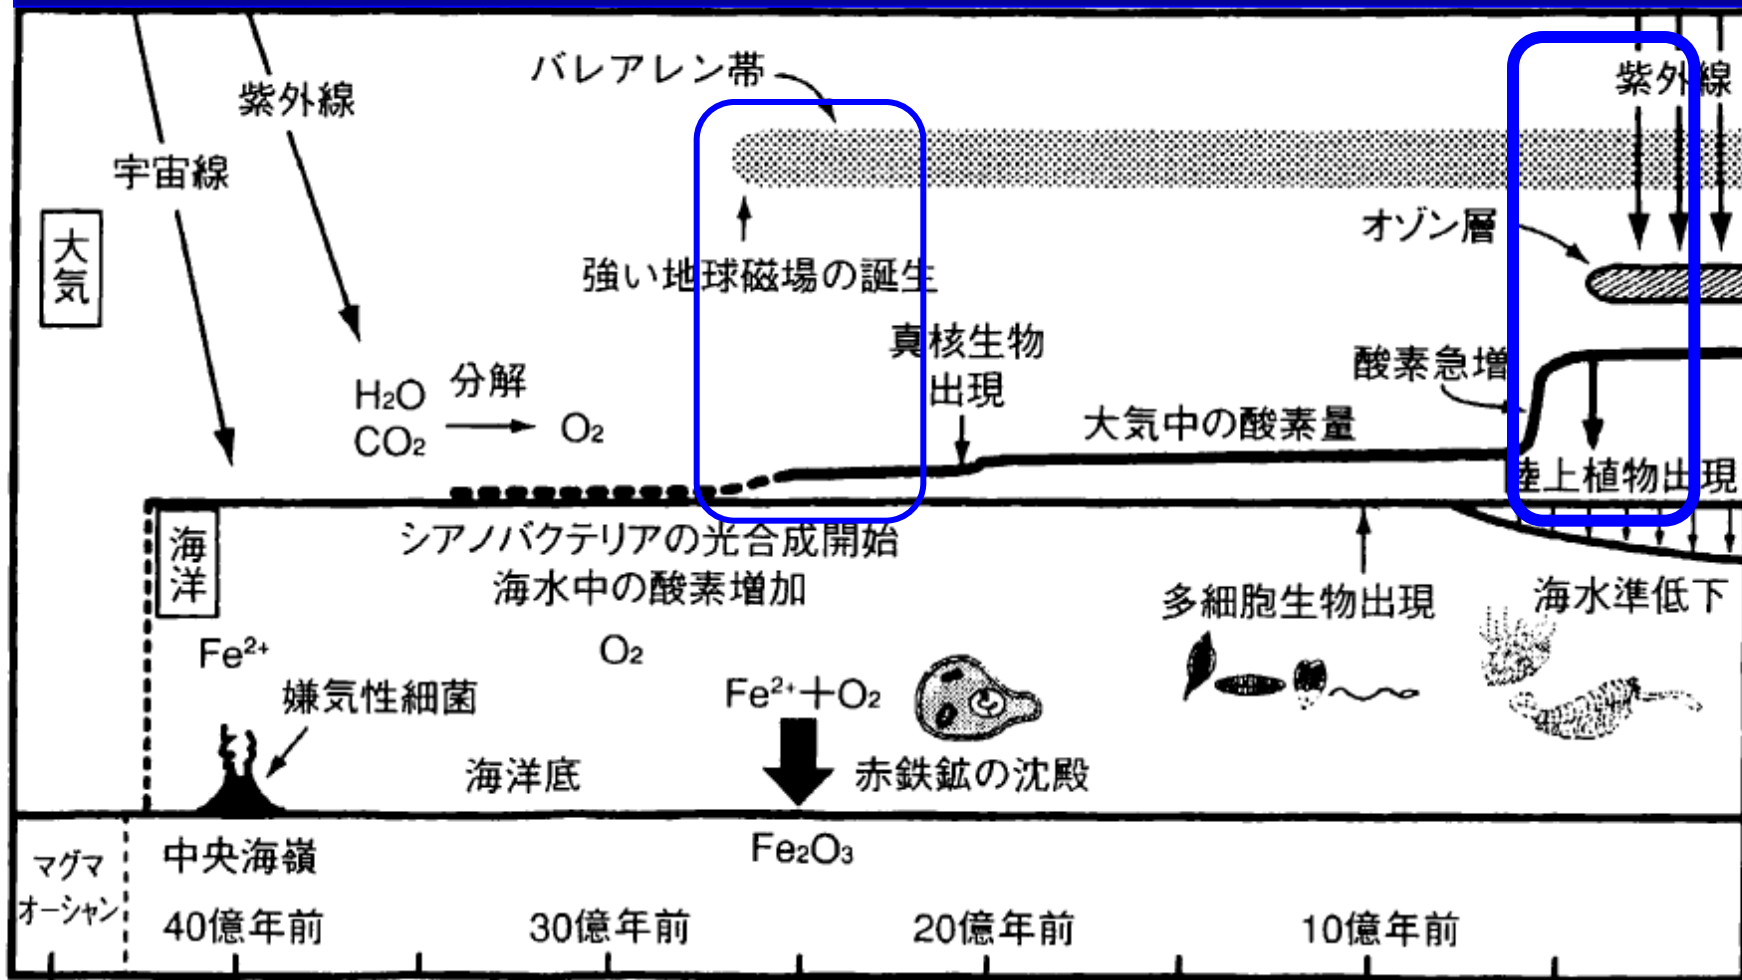 バレアレン帯
紫外線
紫外線
宇宙線
オゾン層
大気
強い地球磁場の誕生
真核生物
出現
酸素急増
H₂O
CO₂
分解
O₂
大気中の酸素量
陸上植物出現
海洋
シアノバクテリアの光合成開始
海水中の酸素増加
多細胞生物出現
海水準低下
Fe²⁺
O₂
嫌気性細菌
Fe²⁺+O₂
海洋底
赤鉄鉱の沈殿
マグマ
オーシャン
中央海嶺
Fe₂O₃
40億年前
30億年前
20億年前
10億年前